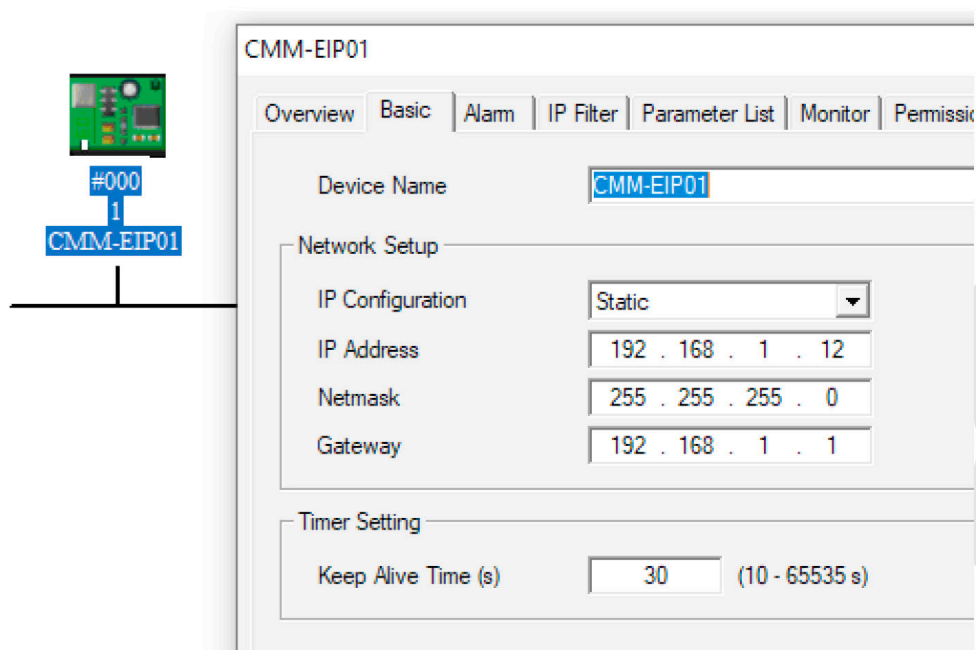 CMM-EIP01
#000
1
CMM-EIP01
Overview Basic Alarm IP Filter Parameter List Monitor Permissio
Device Name CMM-EIP01
Network Setup
IP Configuration Static
IP Address 192 . 168 . 1 . 12
Netmask 255 . 255 . 255 . 0
Gateway 192 . 168 . 1 . 1
Timer Setting
Keep Alive Time (s) 30 (10 - 65535 s)